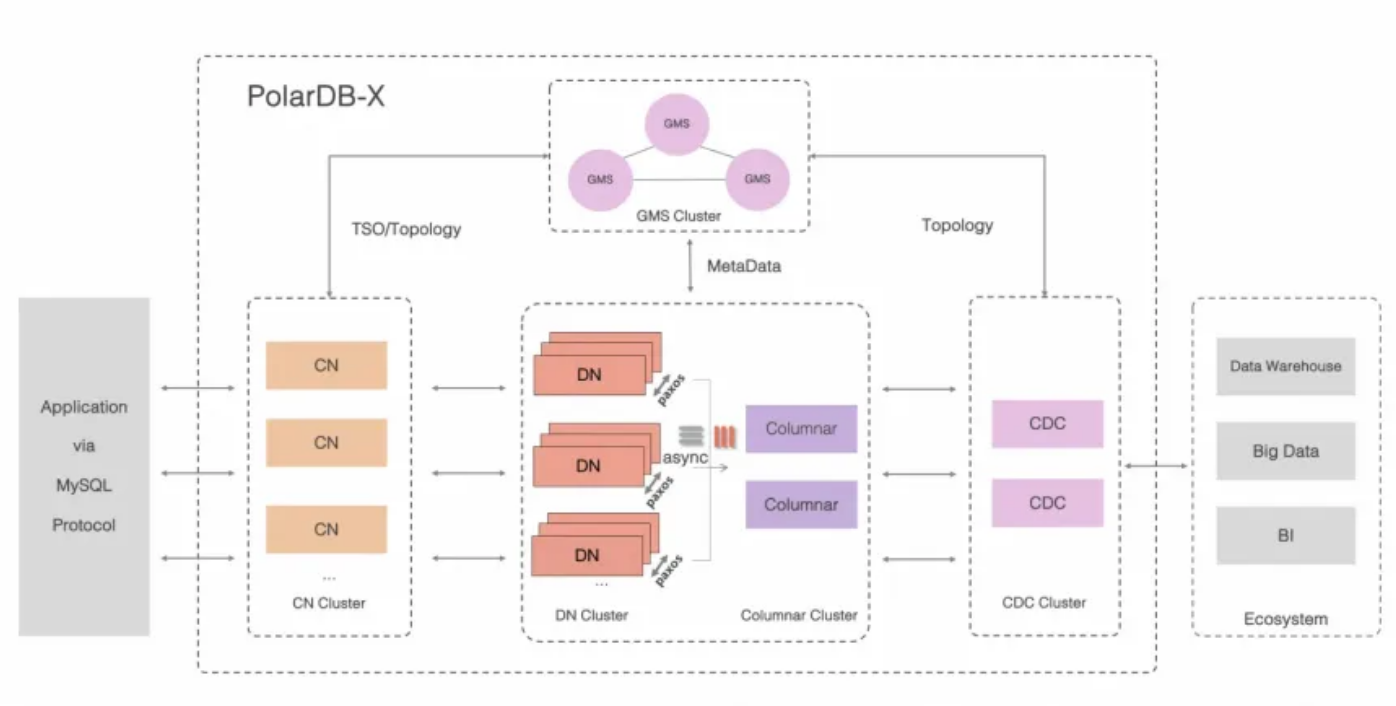 PolarDB-X
GMS
GMS
GMS
GMS Cluster
TSO/Topology
Topology
MetaData
Application
via
MySQL
Protocol
CN
CN
CN
...
CN Cluster
DN
paxos
DN
paxos
DN
paxos
...
DN Cluster
async
Columnar
Columnar
Columnar Cluster
CDC
CDC
CDC Cluster
Data Warehouse
Big Data
BI
Ecosystem